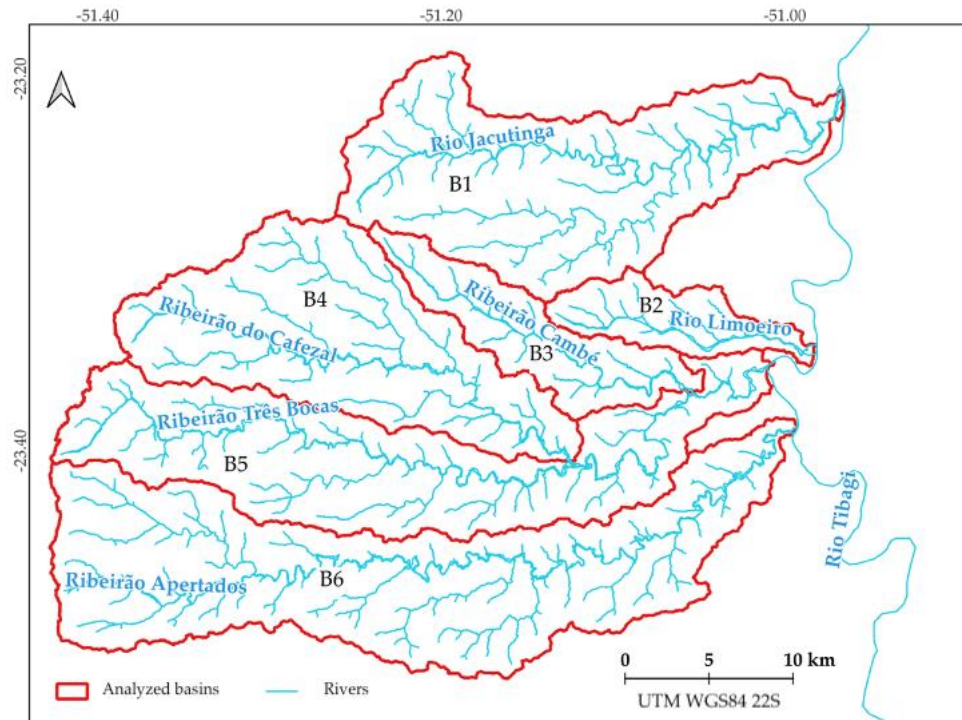 -51.40
-51.20
-51.00
-23.20
Rio Jacutinga
B1
B4
Ribeirão Cambé
B2
Rio Limoeiro
Ribeirão do Cafezal
B3
Ribeirão Três Bocas
-23.40
B5
Rio Tibagi
B6
Ribeirão Apertados
0
5
10 km
Analyzed basins
Rivers
UTM WGS84 22S